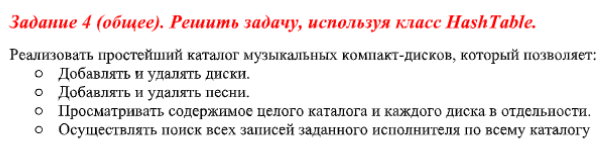 Задание 4 (общее). Решить задачу, используя класс HashTable.
Реализовать простейший каталог музыкальных компакт-дисков, который позволяет:
o Добавлять и удалять диски.
o Добавлять и удалять песни.
o Просматривать содержимое целого каталога и каждого диска в отдельности.
o Осуществлять поиск всех записей заданного исполнителя по всему каталогу